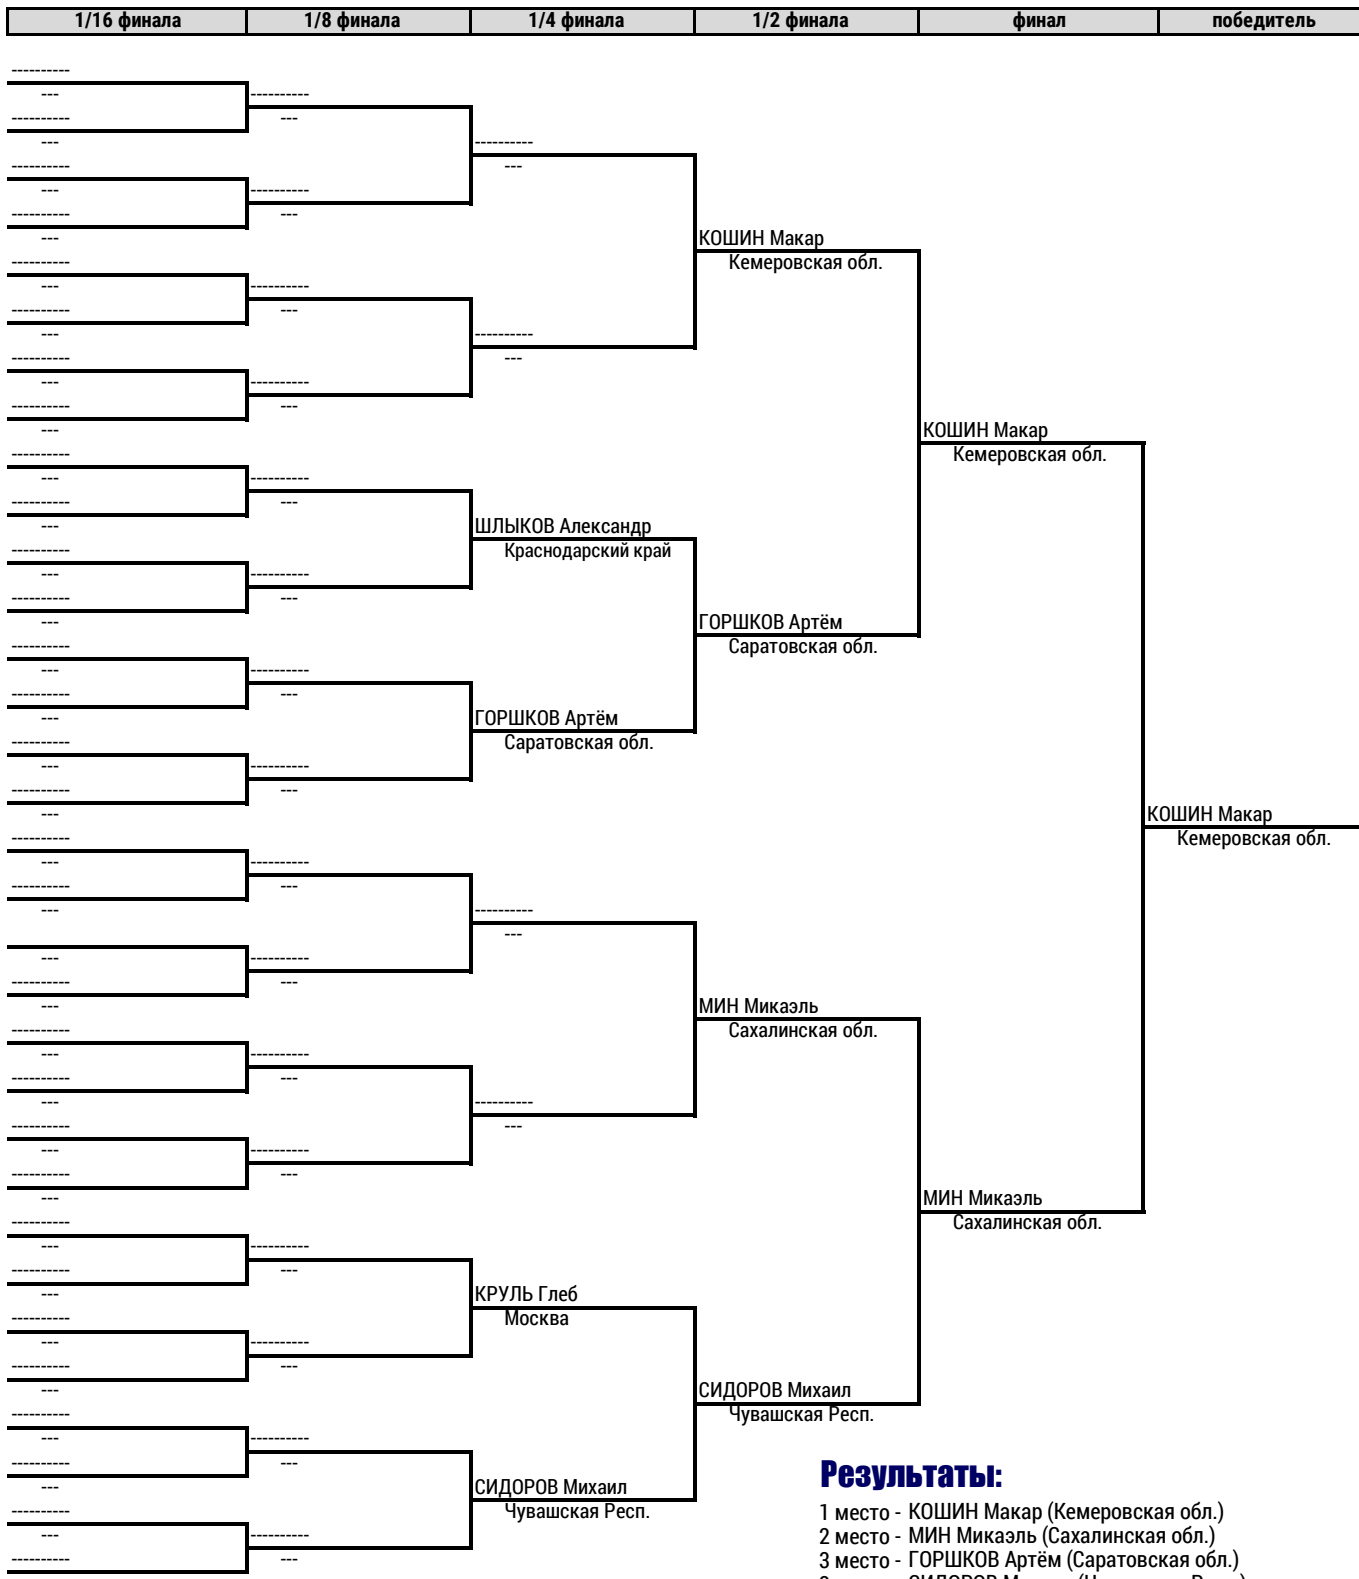 1/16 финала 1/8 финала 1/4 финала 1/2 финала финал победитель
----------
--- ----------
---------- ---
--- ----------
---------- ---
--- ----------
---------- ---
--- КОШИН Макар
---------- Кемеровская обл.
--- ----------
---------- ---
--- ----------
---------- ---
--- ----------
---------- ---
--- КОШИН Макар
---------- Кемеровская обл.
--- ----------
---------- ---
--- ШЛЫКОВ Александр
---------- Краснодарский край
--- ----------
---------- ---
--- ГОРШКОВ Артём
---------- Саратовская обл.
--- ----------
---------- ---
--- ГОРШКОВ Артём
---------- Саратовская обл.
--- ----------
---------- ---
--- КОШИН Макар
---------- Кемеровская обл.
--- ----------
---------- ---
--- ----------
---
--- ----------
---------- ---
--- МИН Микаэль
---------- Сахалинская обл.
--- ----------
---------- ---
--- ----------
---------- ---
--- ----------
---------- ---
--- МИН Микаэль
---------- Сахалинская обл.
--- ----------
---------- ---
--- КРУЛЬ Глеб
---------- Москва
--- ----------
---------- ---
--- СИДОРОВ Михаил
---------- Чувашская Респ.
--- ----------
---------- ---
--- СИДОРОВ Михаил
---------- Чувашская Респ.
--- ----------
---------- ---
Результаты:
1 место - КОШИН Макар (Кемеровская обл.)
2 место - МИН Микаэль (Сахалинская обл.)
3 место - ГОРШКОВ Артём (Саратовская обл.)